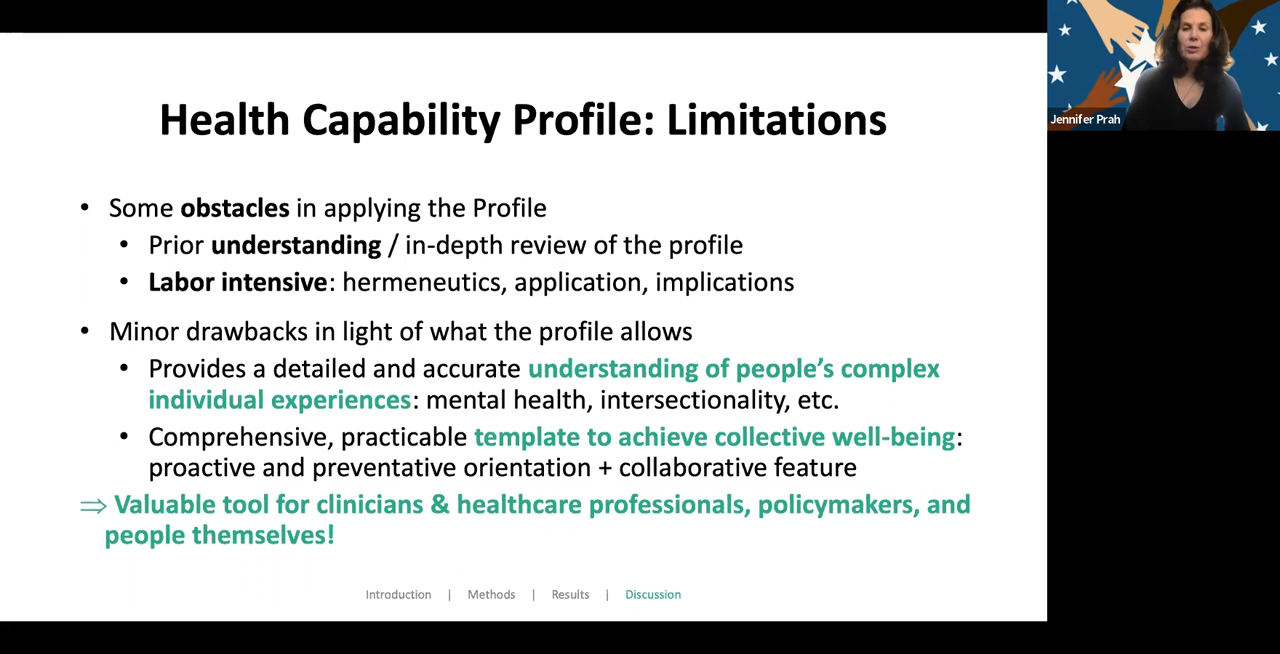 Health Capability Profile: Limitations
• Some obstacles in applying the Profile
• Prior understanding / in-depth review of the profile
• Labor intensive: hermeneutics, application, implications
• Minor drawbacks in light of what the profile allows
• Provides a detailed and accurate understanding of people’s complex
individual experiences: mental health, intersectionality, etc.
• Comprehensive, practicable template to achieve collective well-being:
proactive and preventative orientation + collaborative feature
⇒ Valuable tool for clinicians & healthcare professionals, policymakers, and
people themselves!
Introduction | Methods | Results | Discussion
Jennifer Prah